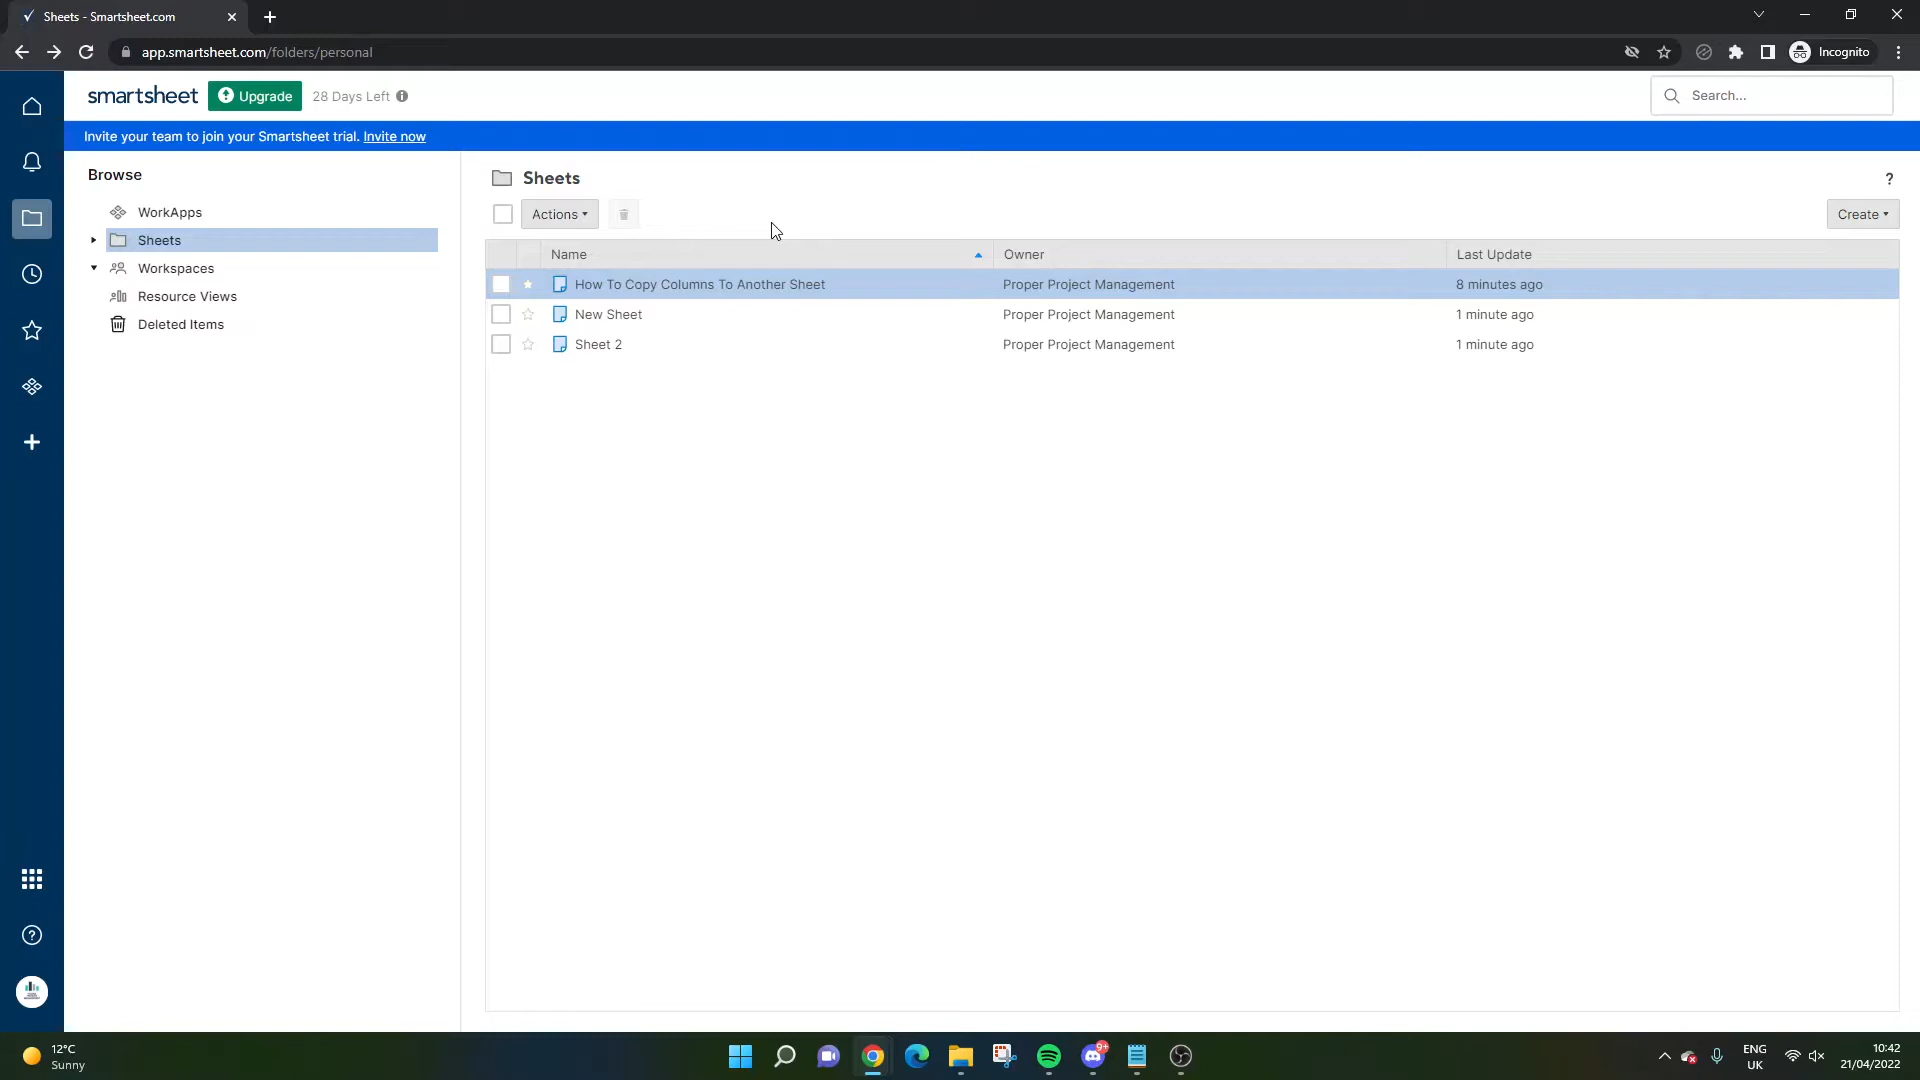 Sheets - Smartsheet.com
app.smartsheet.com/folders/personal
Incognito
smartsheet
Upgrade
28 Days Left
Search...
Invite your team to join your Smartsheet trial. Invite now
Browse
WorkApps
Sheets
Workspaces
Resource Views
Deleted Items
Sheets
?
Actions
Create
Name Owner Last Update
How To Copy Columns To Another Sheet Proper Project Management 8 minutes ago
New Sheet Proper Project Management 1 minute ago
Sheet 2 Proper Project Management 1 minute ago
12°C
Sunny
9+
ENG
UK
10:42
21/04/2022